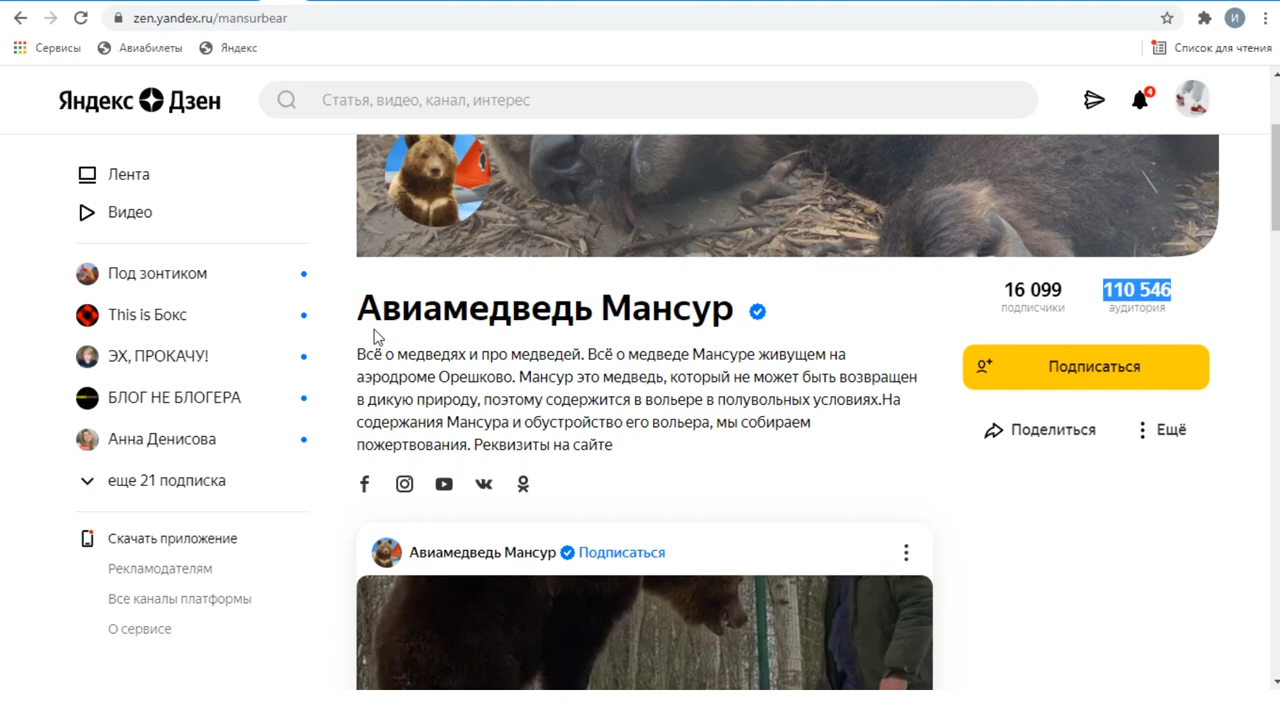 zen.yandex.ru/mansurbear
И
Сервисы
Авиабилеты
Яндекс
Список для чтения
Яндекс Дзен
Статья, видео, канал, интерес
4
Лента
Видео
Под зонтиком
This is Бокс
ЭХ, ПРОКАЧУ!
БЛОГ НЕ БЛОГЕРА
Анна Денисова
еще 21 подписка
Скачать приложение
Рекламодателям
Все каналы платформы
О сервисе
Авиамедведь Мансур
16 099
подписчики
110 546
аудитория
Всё о медведях и про медведей. Всё о медведе Мансуре живущем на
аэродроме Орешково. Мансур это медведь, который не может быть возвращен
в дикую природу, поэтому содержится в вольере в полувольных условиях.На
содержания Мансура и обустройство его вольера, мы собираем
пожертвования. Реквизиты на сайте
Подписаться
Поделиться
Ещё
Авиамедведь Мансур Подписаться